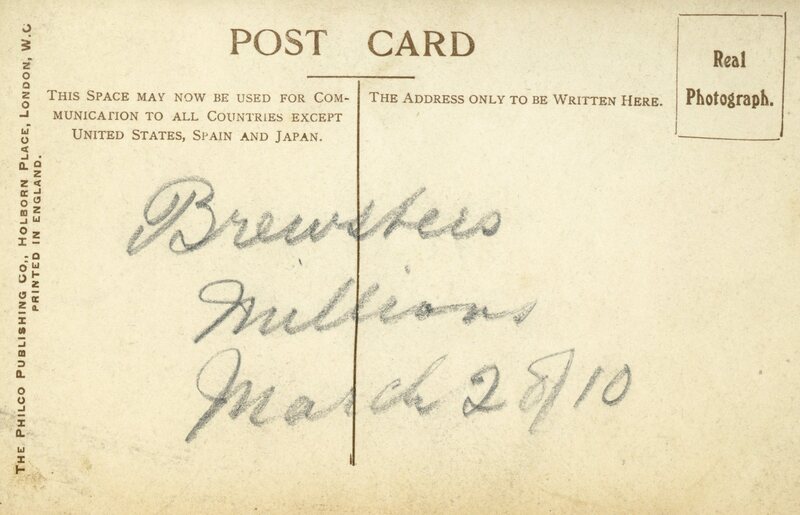 POST CARD
THIS SPACE MAY NOW BE USED FOR COM-
MUNICATION TO ALL COUNTRIES EXCEPT
UNITED STATES, SPAIN AND JAPAN.
THE ADDRESS ONLY TO BE WRITTEN HERE.
Real
Photograph.
THE PHILCO PUBLISHING CO., HOLBORN PLACE, LONDON, W.C
PRINTED IN ENGLAND.
Brewsters
Millions
March 28/10